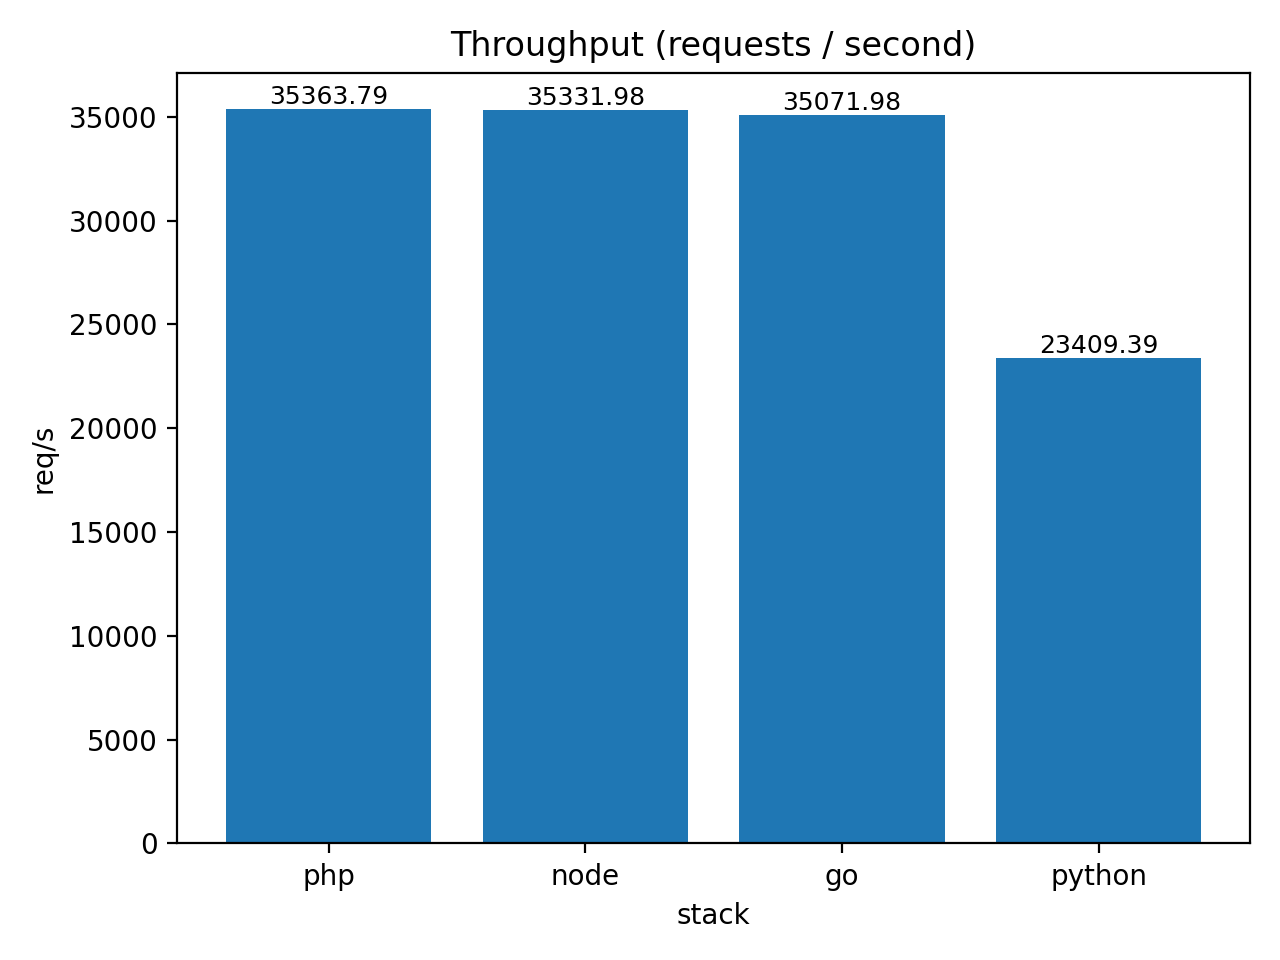 Throughput (requests / second)
35363.79
35331.98
35071.98
23409.39
35000
30000
25000
20000
15000
10000
5000
0
req/s
php
node
go
python
stack